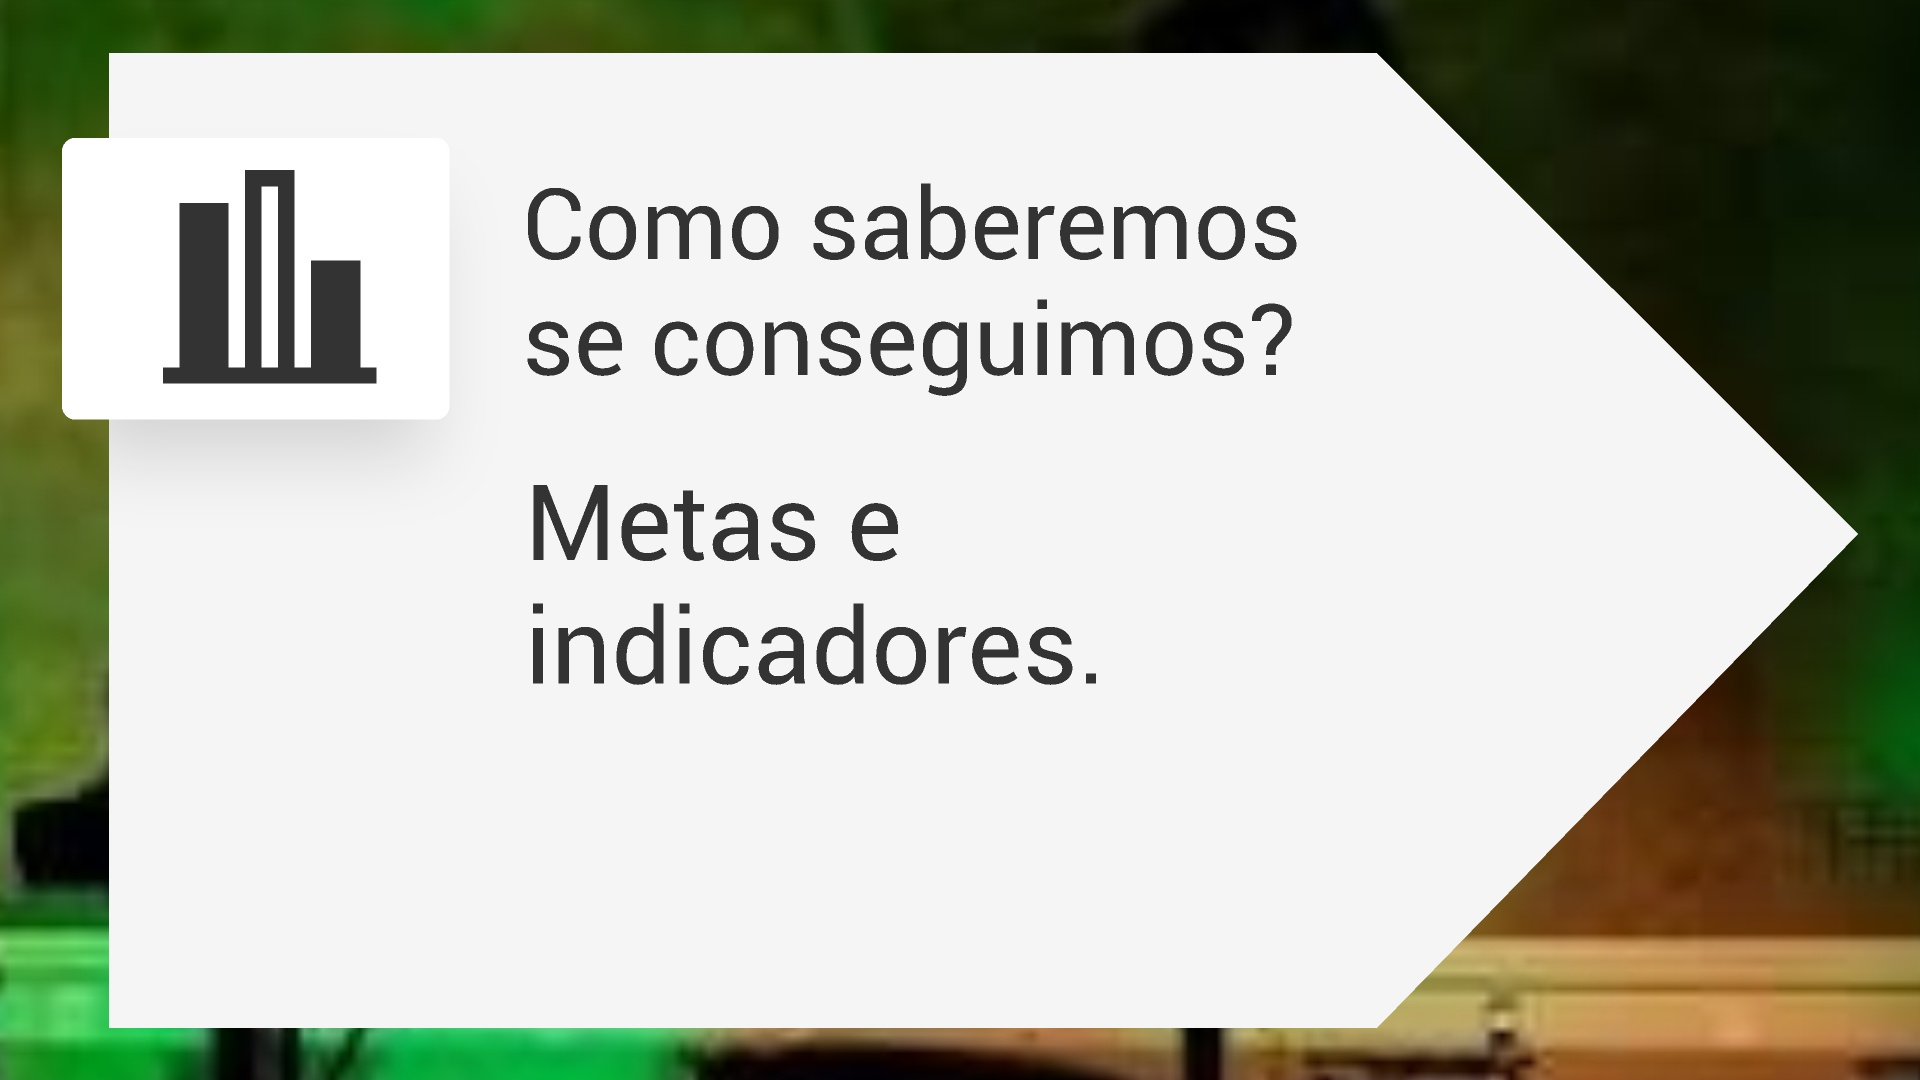 Como saberemos
se conseguimos?
Metas e
indicadores.